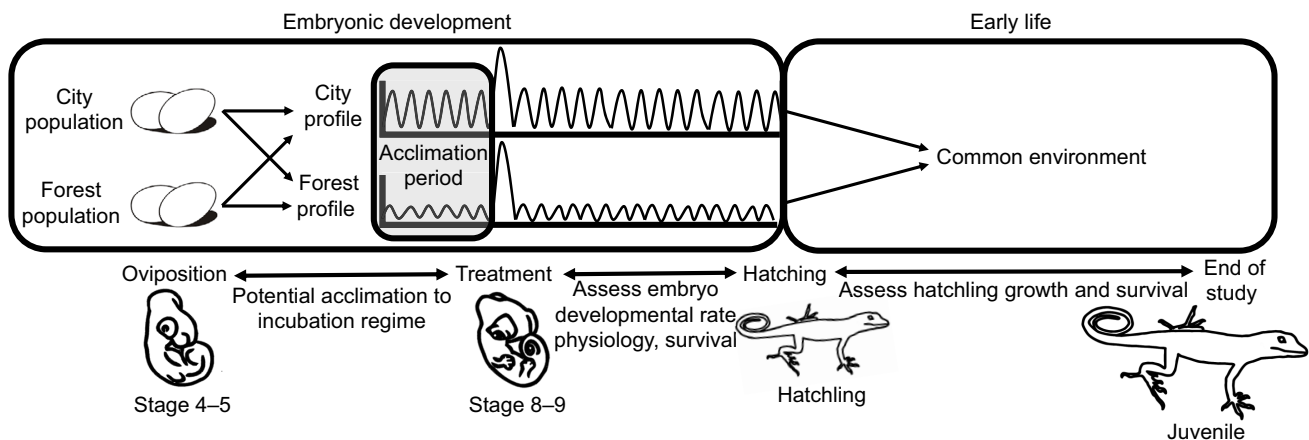 Embryonic development
Early life
City
population
City
profile
Acclimation
period
Forest
population
Forest
profile
Common environment
Oviposition
Treatment
Hatching
End of
study
Potential acclimation to
incubation regime
Assess embryo
developmental rate
physiology, survival
Assess hatchling growth and survival
Stage 4–5
Stage 8–9
Hatchling
Juvenile